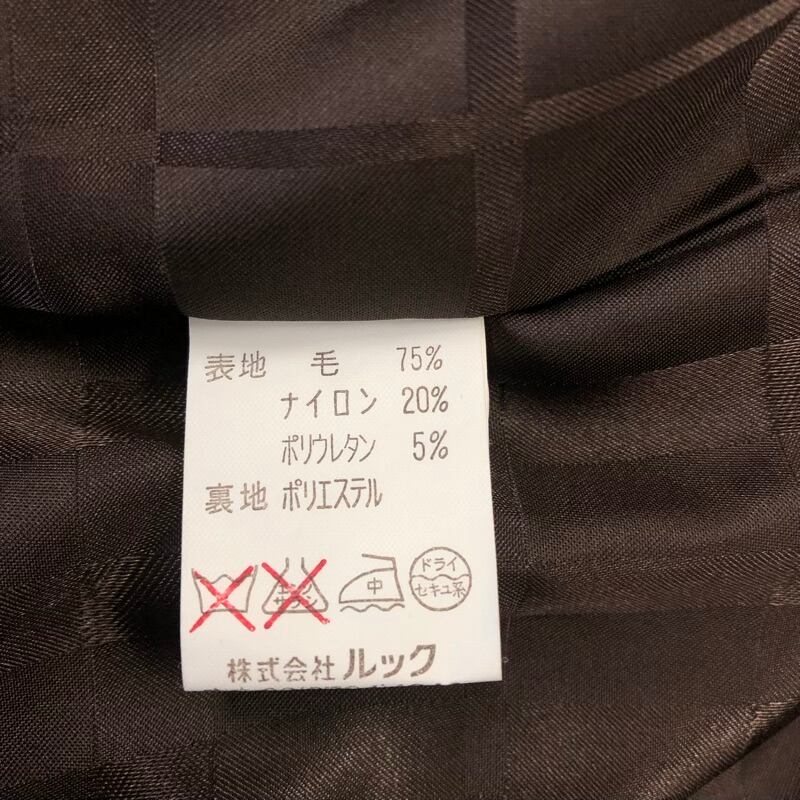 表地 毛 75%
ナイロン 20%
ポリウレタン 5%
裏地 ポリエステル
中
ドライ
セキユ系
株式会社 ルック